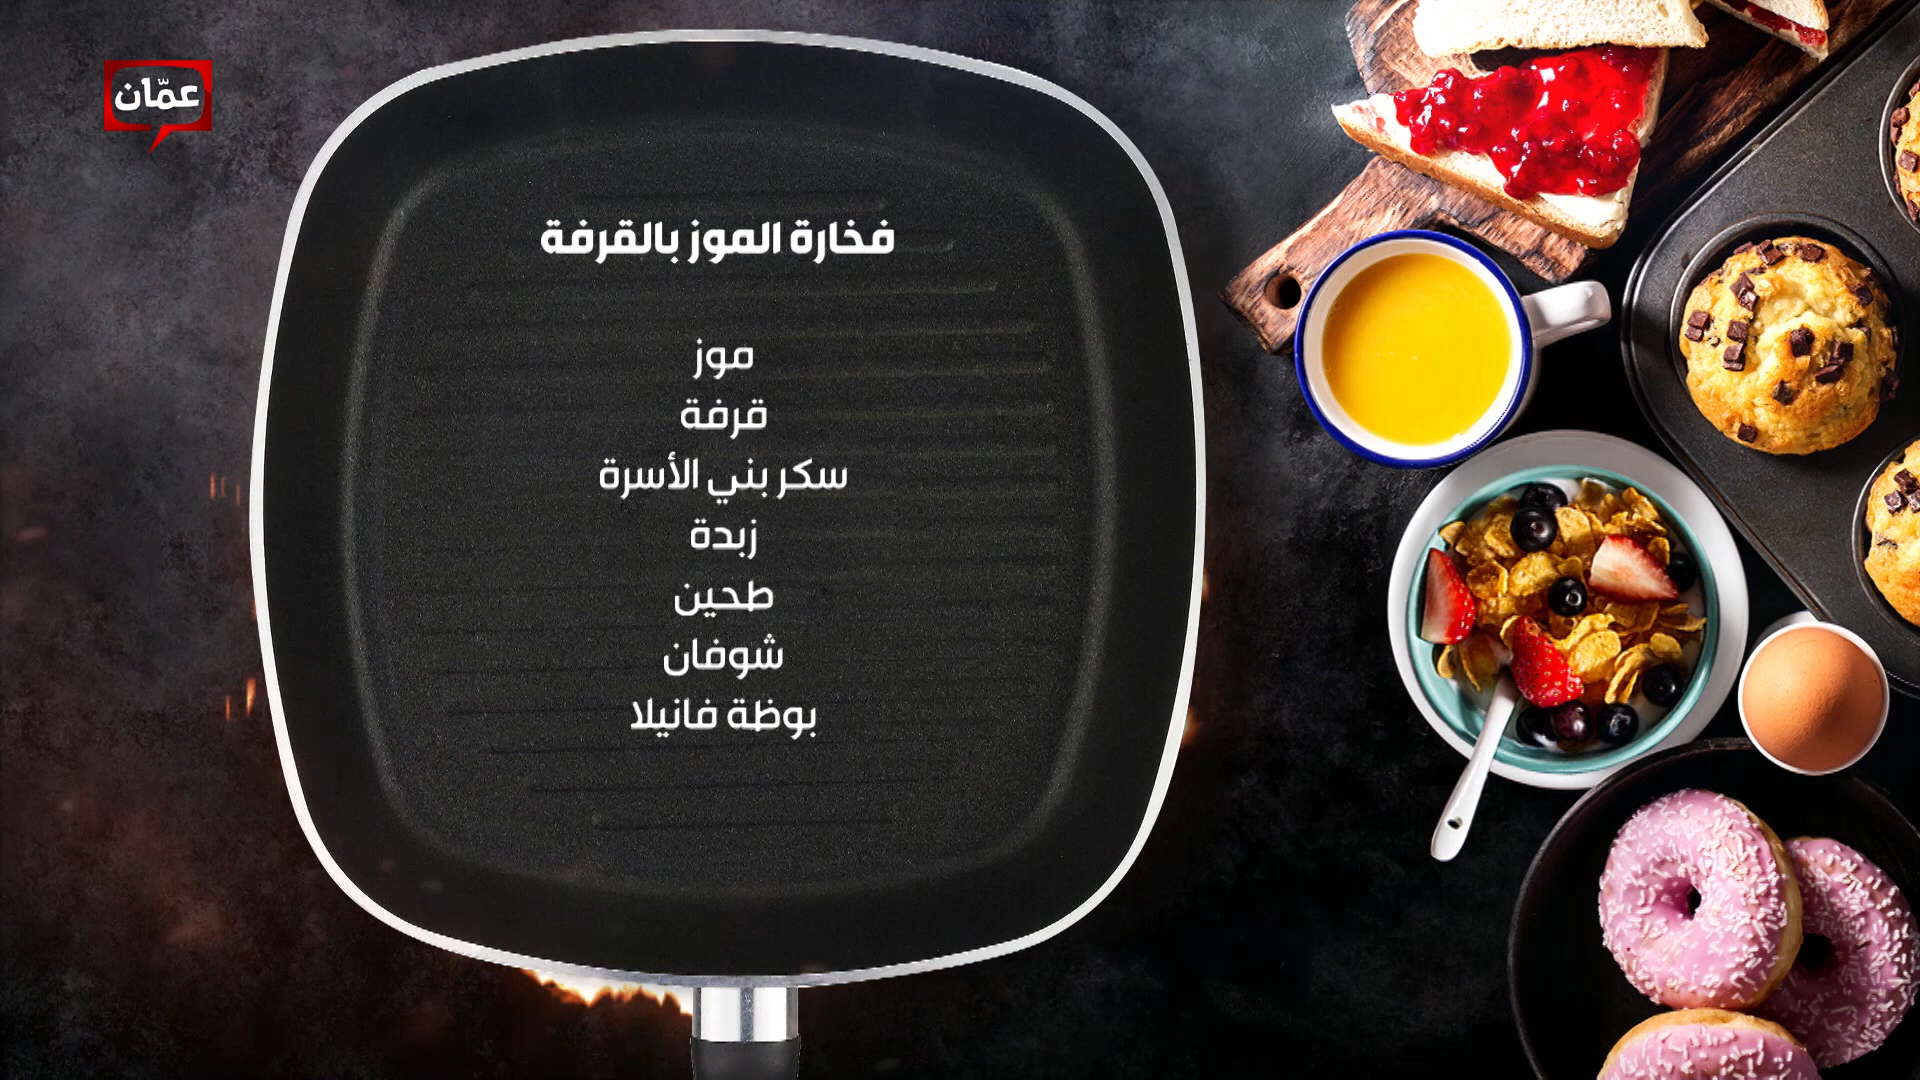 عمّان
فخارة الموز بالقرفة
موز
قرفة
سكر بني الأسرة
زبدة
طحين
شوفان
بوظة فانيلا